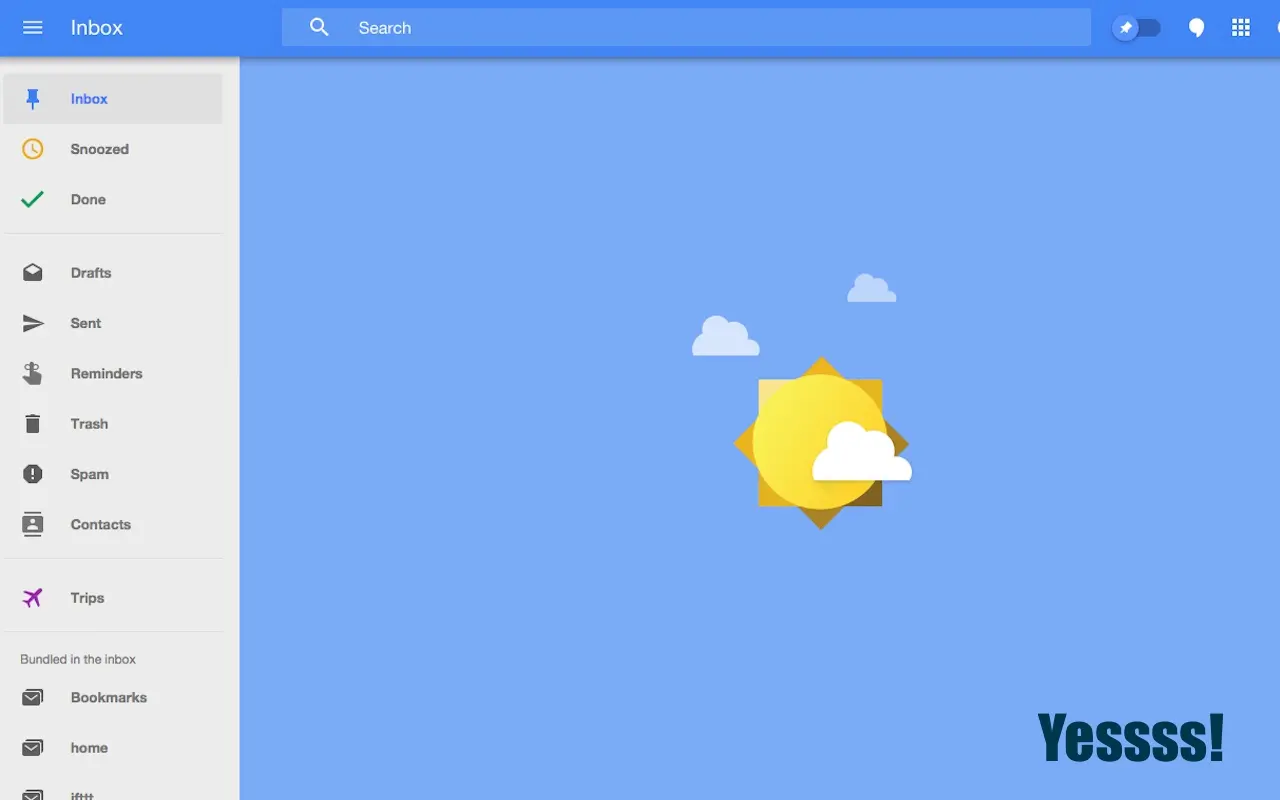 Inbox
Search
Inbox
Snoozed
Done
Drafts
Sent
Reminders
Trash
Spam
Contacts
Trips
Bundled in the inbox
Bookmarks
home
ifttt
Yessss!